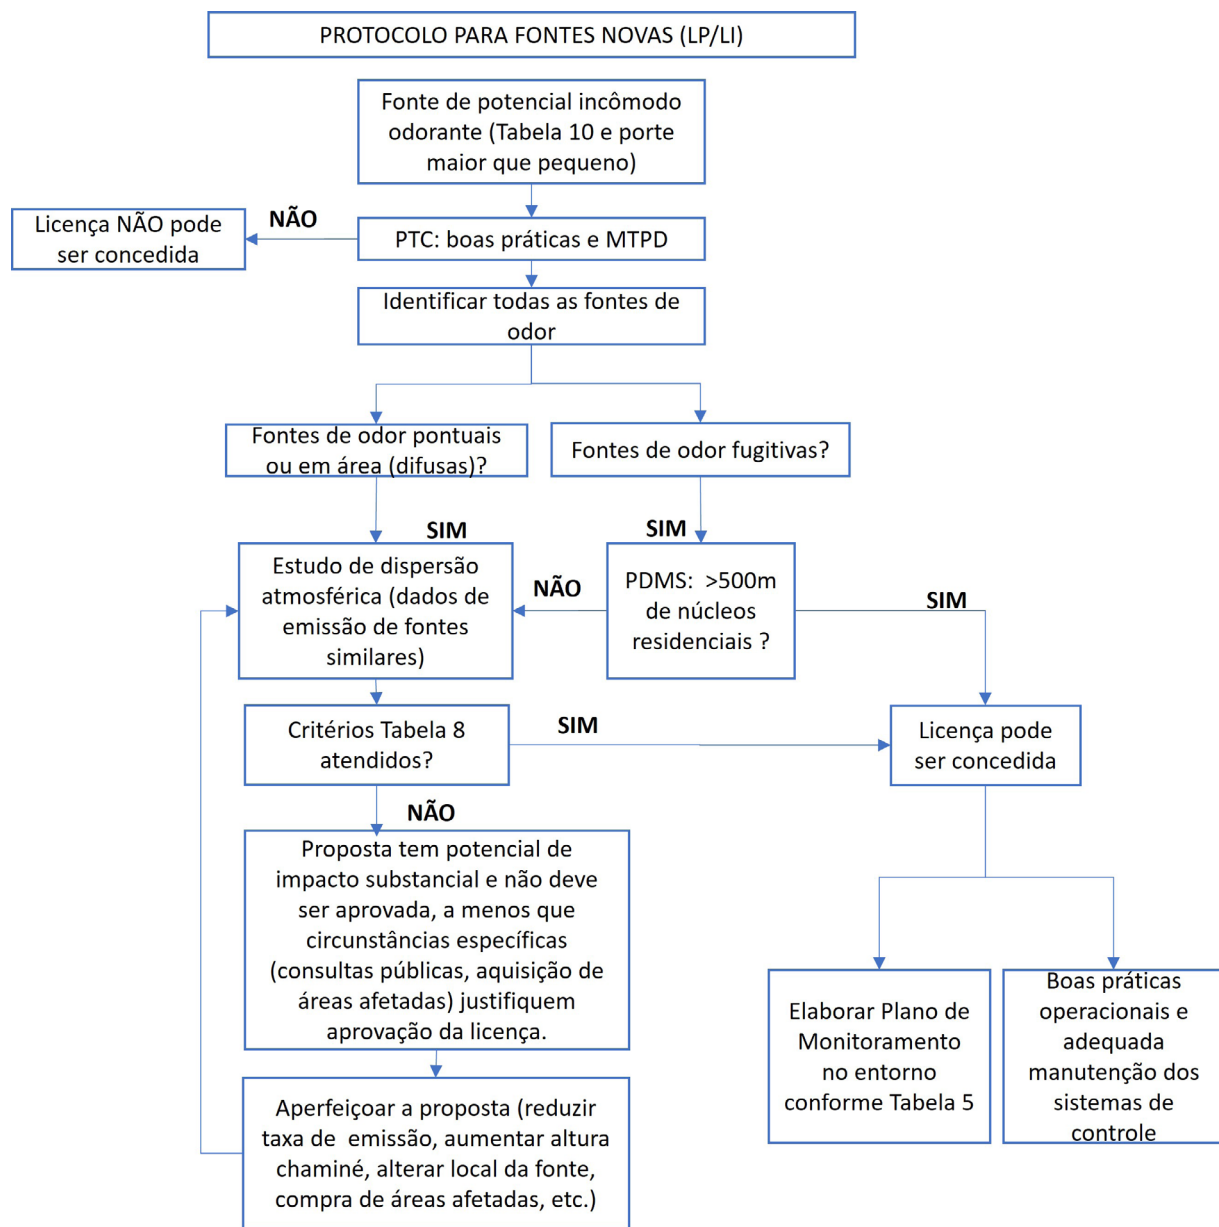 PROTOCOLO PARA FONTES NOVAS (LP/LI)
Fonte de potencial incômodo
odorante (Tabela 10 e porte
maior que pequeno)
NÃO
Licença NÃO pode
ser concedida
PTC: boas práticas e MTPD
Identificar todas as fontes de
odor
Fontes de odor pontuais
ou em área (difusas)?
Fontes de odor fugitivas?
SIM
SIM
Estudo de dispersão
atmosférica (dados de
emissão de fontes
similares)
NÃO
PDMS: >500m
de núcleos
residenciais ?
SIM
Critérios Tabela 8
atendidos?
SIM
Licença pode
ser concedida
NÃO
Proposta tem potencial de
impacto substancial e não deve
ser aprovada, a menos que
circunstâncias específicas
(consultas públicas, aquisição de
áreas afetadas) justifiquem
aprovação da licença.
Elaborar Plano de
Monitoramento
no entorno
conforme Tabela 5
Boas práticas
operacionais e
adequada
manutenção dos
sistemas de
controle
Aperfeiçoar a proposta (reduzir
taxa de emissão, aumentar altura
chaminé, alterar local da fonte,
compra de áreas afetadas, etc.)